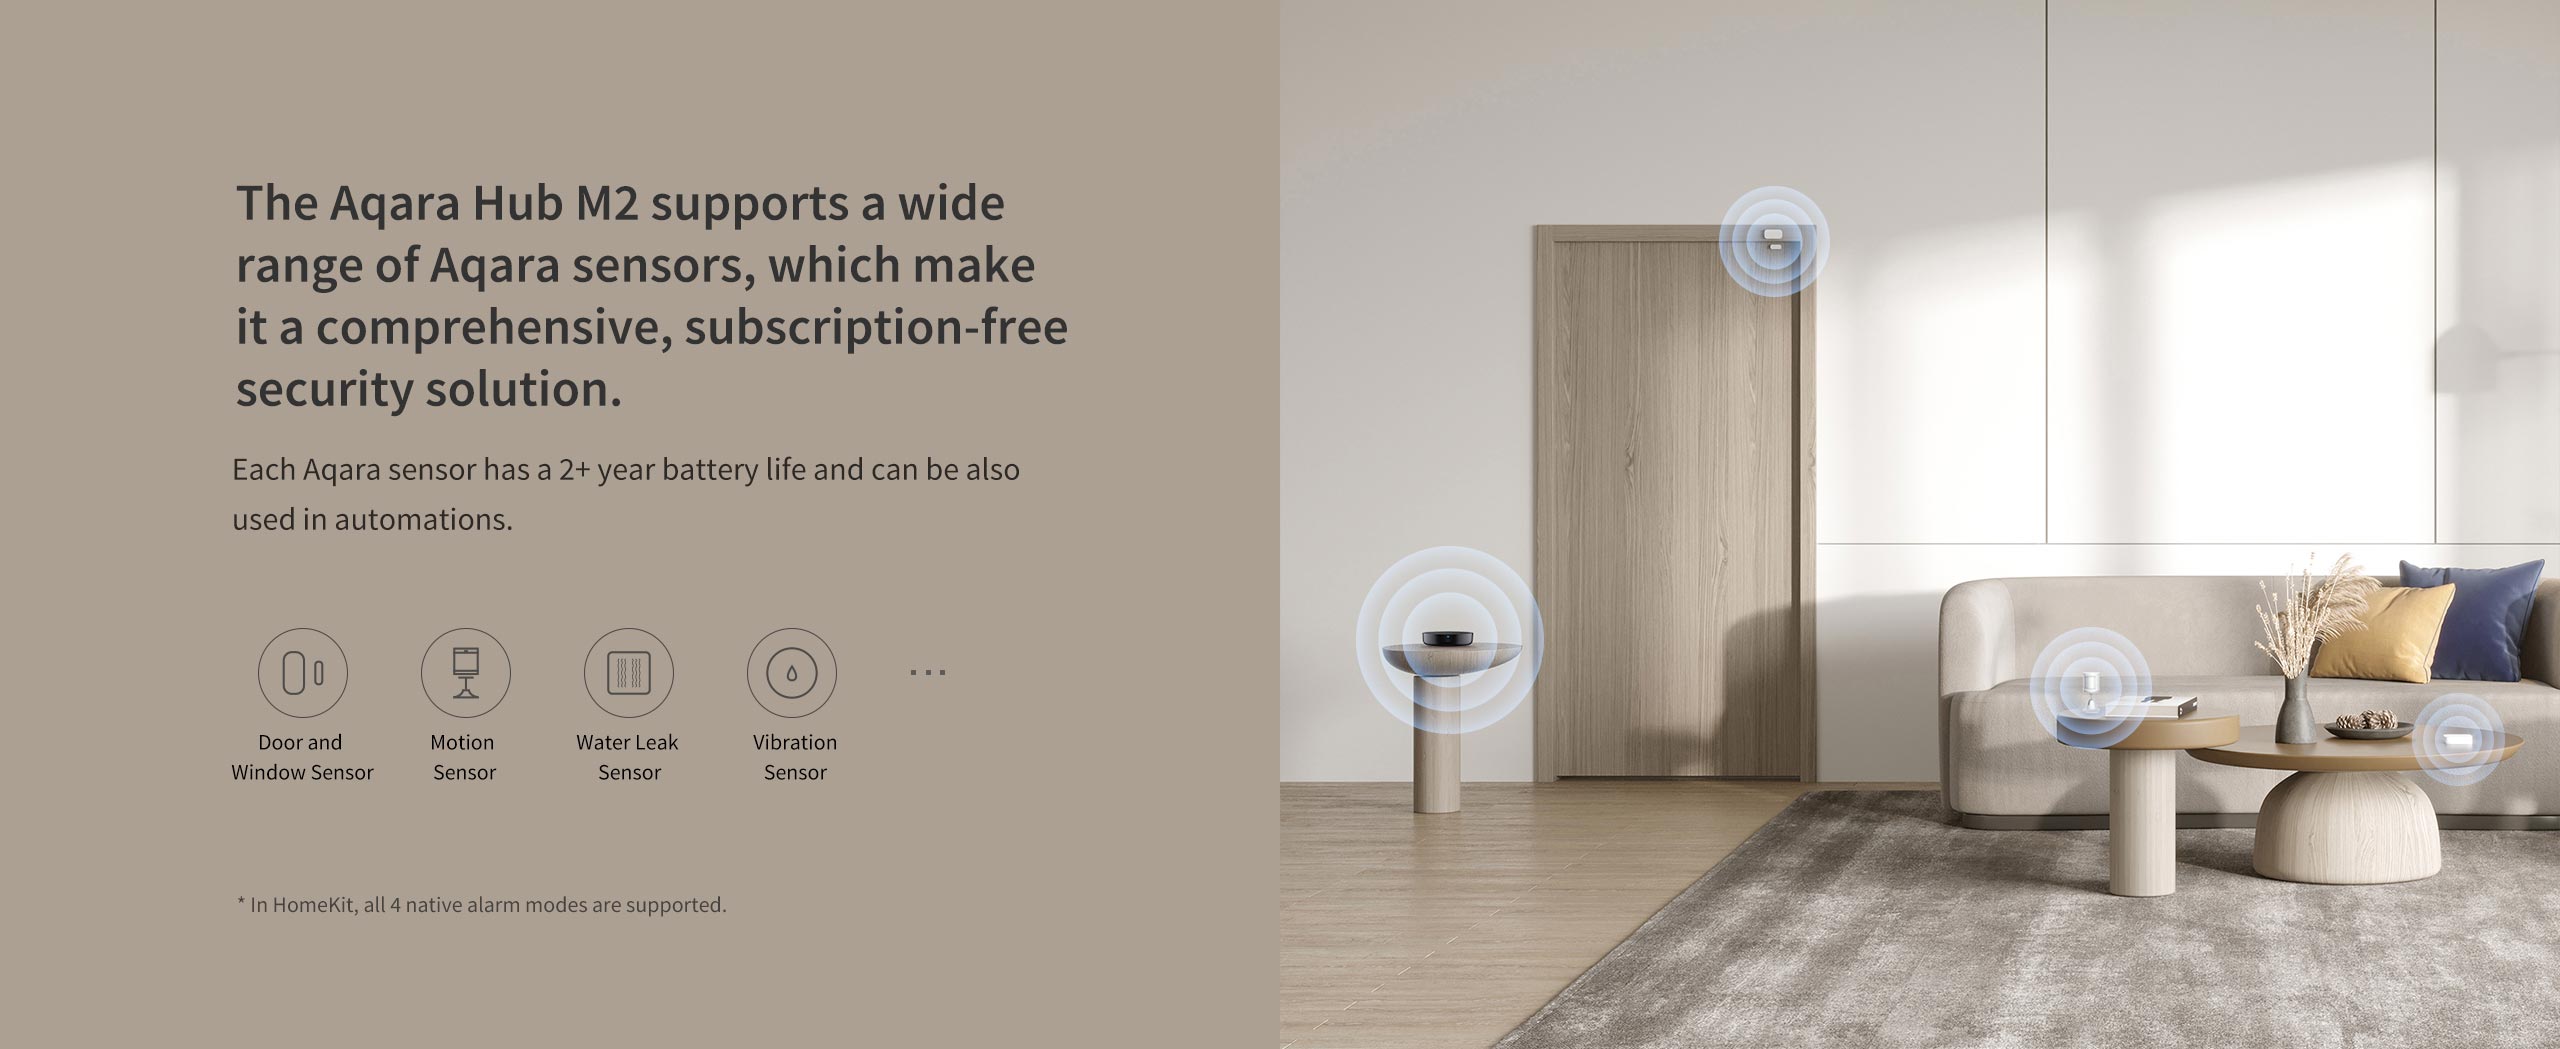 The Aqara Hub M2 supports a wide
range of Aqara sensors, which make
it a comprehensive, subscription-free
security solution.
Each Aqara sensor has a 2+ year battery life and can be also
used in automations.
Door and
Window Sensor
Motion
Sensor
Water Leak
Sensor
Vibration
Sensor
* In HomeKit, all 4 native alarm modes are supported.